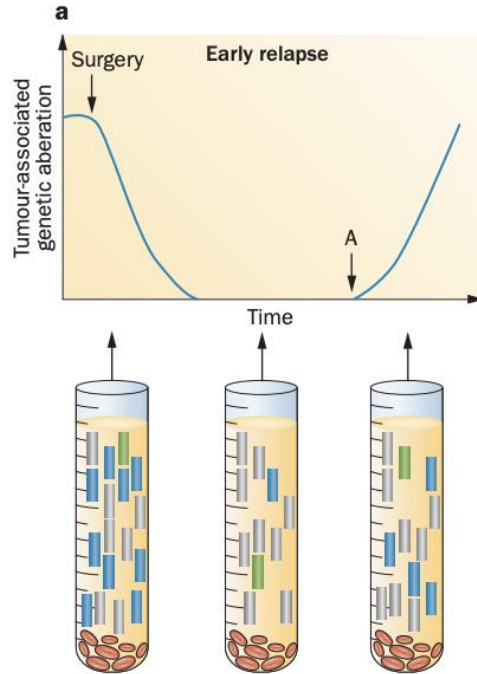 a
Surgery
Early relapse
Tumour-associated
genetic aberration
A
Time